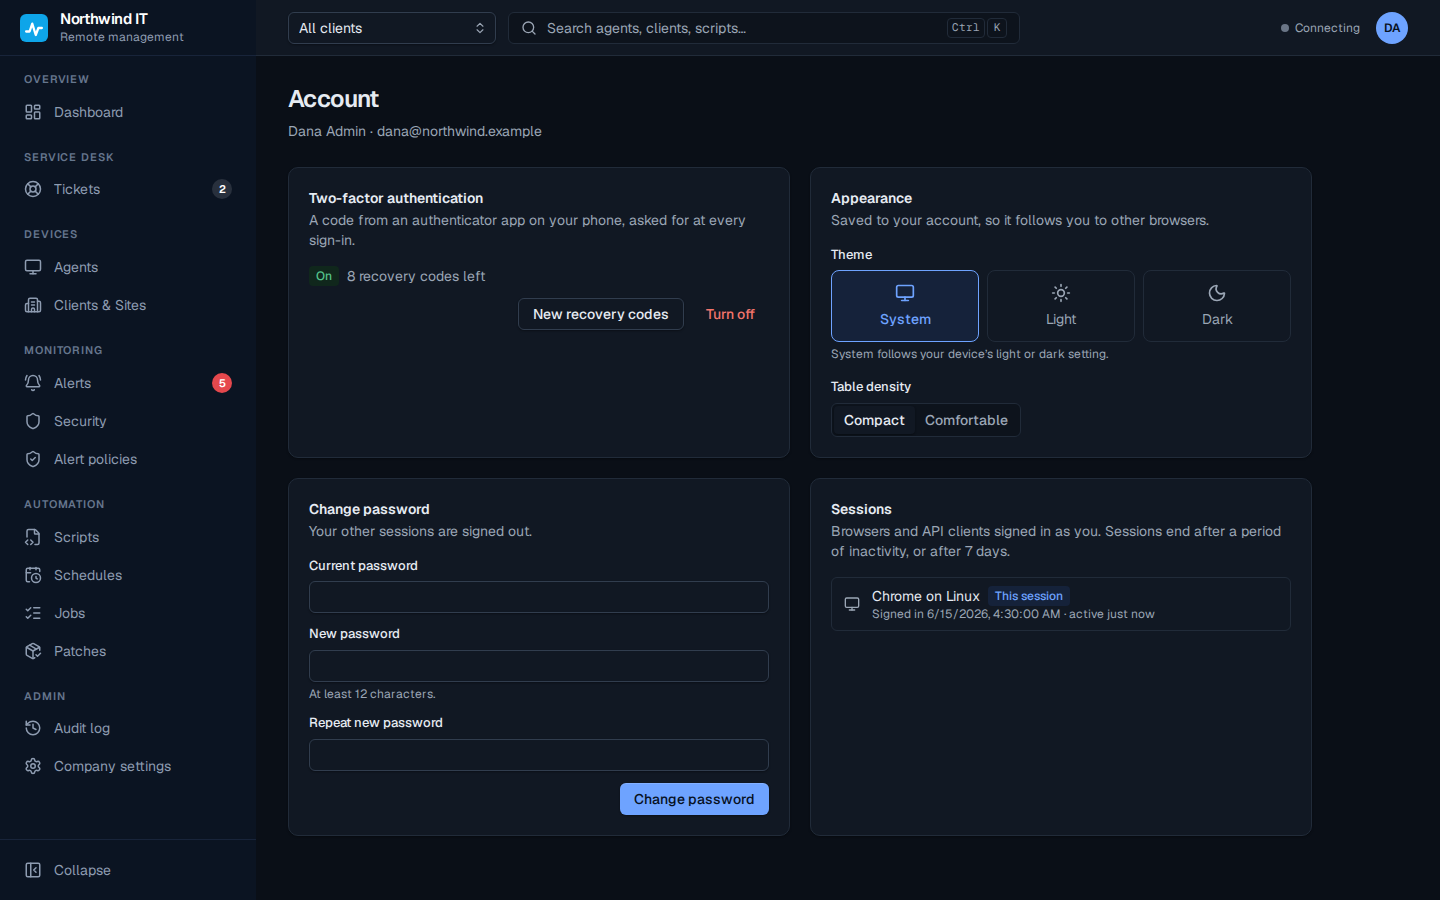 Northwind IT
Remote management
All clients
Search agents, clients, scripts...
Ctrl K
Connecting
DA
OVERVIEW
Dashboard
SERVICE DESK
Tickets 2
DEVICES
Agents
Clients & Sites
MONITORING
Alerts 5
Security
Alert policies
AUTOMATION
Scripts
Schedules
Jobs
Patches
ADMIN
Audit log
Company settings
Collapse
Account
Dana Admin · dana@northwind.example
Two-factor authentication
A code from an authenticator app on your phone, asked for at every
sign-in.
On 8 recovery codes left
New recovery codes Turn off
Appearance
Saved to your account, so it follows you to other browsers.
Theme
System Light Dark
System follows your device's light or dark setting.
Table density
Compact Comfortable
Change password
Your other sessions are signed out.
Current password
New password
At least 12 characters.
Repeat new password
Change password
Sessions
Browsers and API clients signed in as you. Sessions end after a period
of inactivity, or after 7 days.
Chrome on Linux This session
Signed in 6/15/2026, 4:30:00 AM · active just now